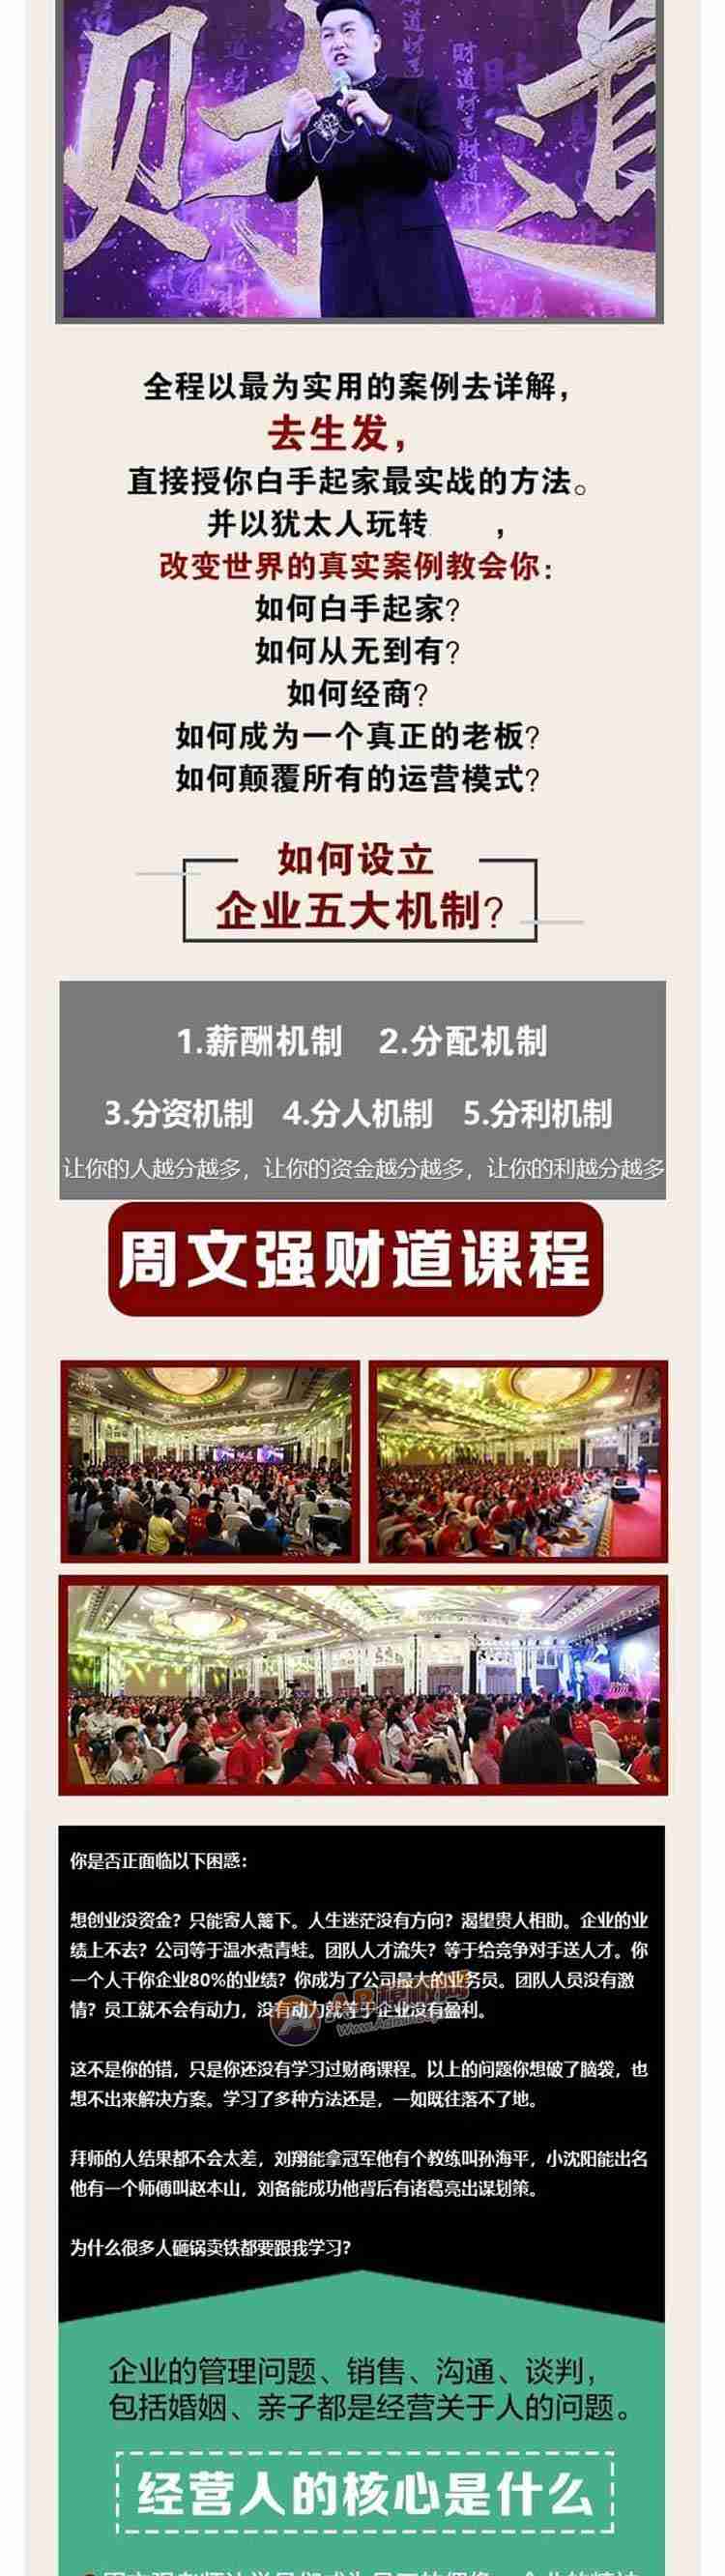 财道
财道财道财道
全程以最为实用的案例去详解，
去生发，
直接授你白手起家最实战的方法。
并以犹太人玩转 ，
改变世界的真实案例教会你：
如何白手起家？
如何从无到有？
如何经商？
如何成为一个真正的老板？
如何颠覆所有的运营模式？
如何设立
企业五大机制？
1.薪酬机制 2.分配机制
3.分资机制 4.分人机制 5.分利机制
让你的人越分越多，让你的资金越分越多，让你的利越分越多
周文强财道课程
你是否正面临以下困惑：
想创业没资金？只能寄人篱下。人生迷茫没有方向？渴望贵人相助。企业的业
绩上不去？公司等于温水煮青蛙。团队人才流失？等于给竞争对手送人才。你
一个人干你企业80%的业绩？你成为了公司最大的业务员。团队人员没有激
情？员工就不会有动力，没有动力就等于企业没有盈利。
这不是你的错，只是你还没有学习过财商课程。以上的问题你想破了脑袋，也
想不出来解决方案。学习了多种方法还是，一如既往落不了地。
拜师的人结果都不会太差，刘翔能拿冠军他有个教练叫孙海平，小沈阳能出名
他有一个师傅叫赵本山，刘备能成功他背后有诸葛亮出谋划策。
为什么很多人砸锅卖铁都要跟我学习？
企业的管理问题、销售、沟通、谈判，
包括婚姻、亲子都是经营关于人的问题。
经营人的核心是什么